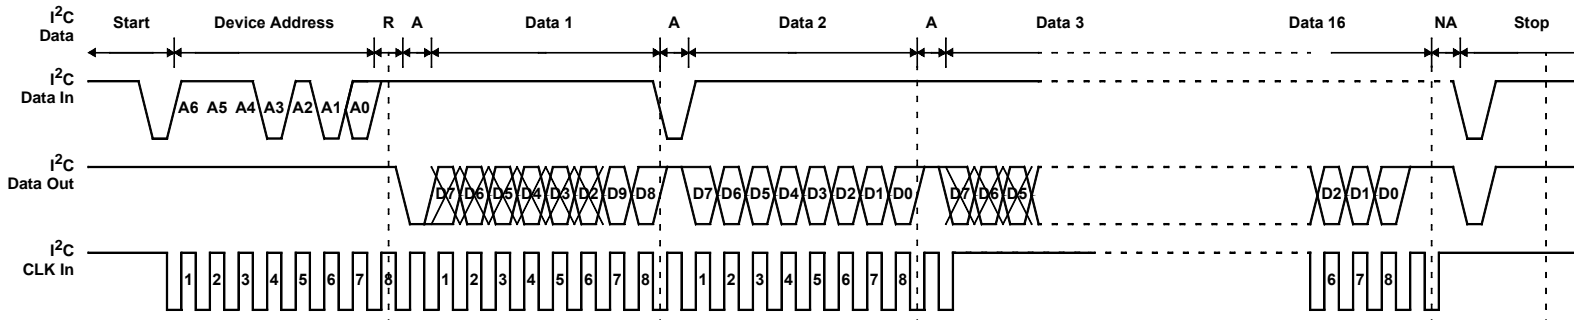 I²C Data Start Device Address R A Data 1 A Data 2 A Data 3 Data 16 NA Stop
I²C Data In A6 A5 A4 A3 A2 A1 A0
I²C Data Out D7 D6 D5 D4 D3 D2 D9 D8 D7 D6 D5 D4 D3 D2 D1 D0 D7 D6 D5 D2 D1 D0
I²C CLK In 1 2 3 4 5 6 7 8 1 2 3 4 5 6 7 8 1 2 3 4 5 6 7 8 6 7 8